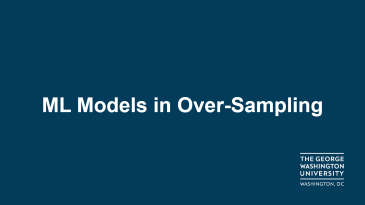 ML Models in Over-Sampling
THE GEORGE
WASHINGTON
UNIVERSITY
WASHINGTON, DC